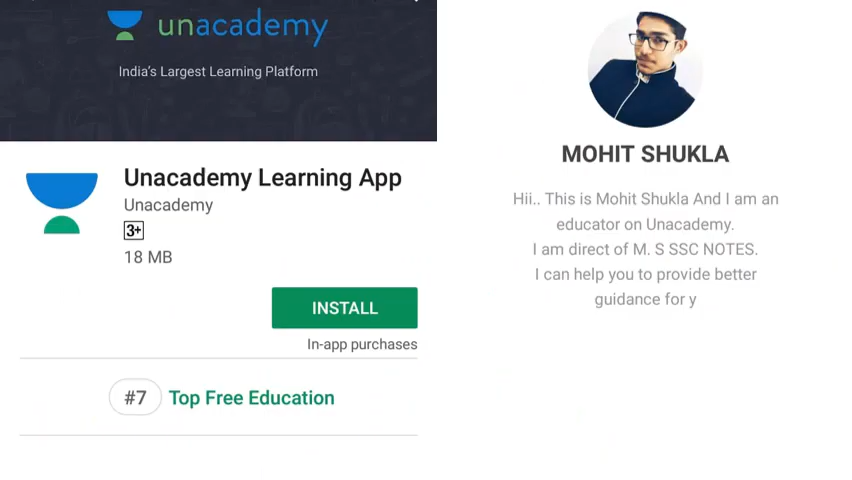 unacademy
India's Largest Learning Platform
Unacademy Learning App
Unacademy
3+
18 MB
INSTALL
In-app purchases
#7 Top Free Education
MOHIT SHUKLA
Hii.. This is Mohit Shukla And I am an
educator on Unacademy.
I am direct of M. S SSC NOTES.
I can help you to provide better
guidance for y